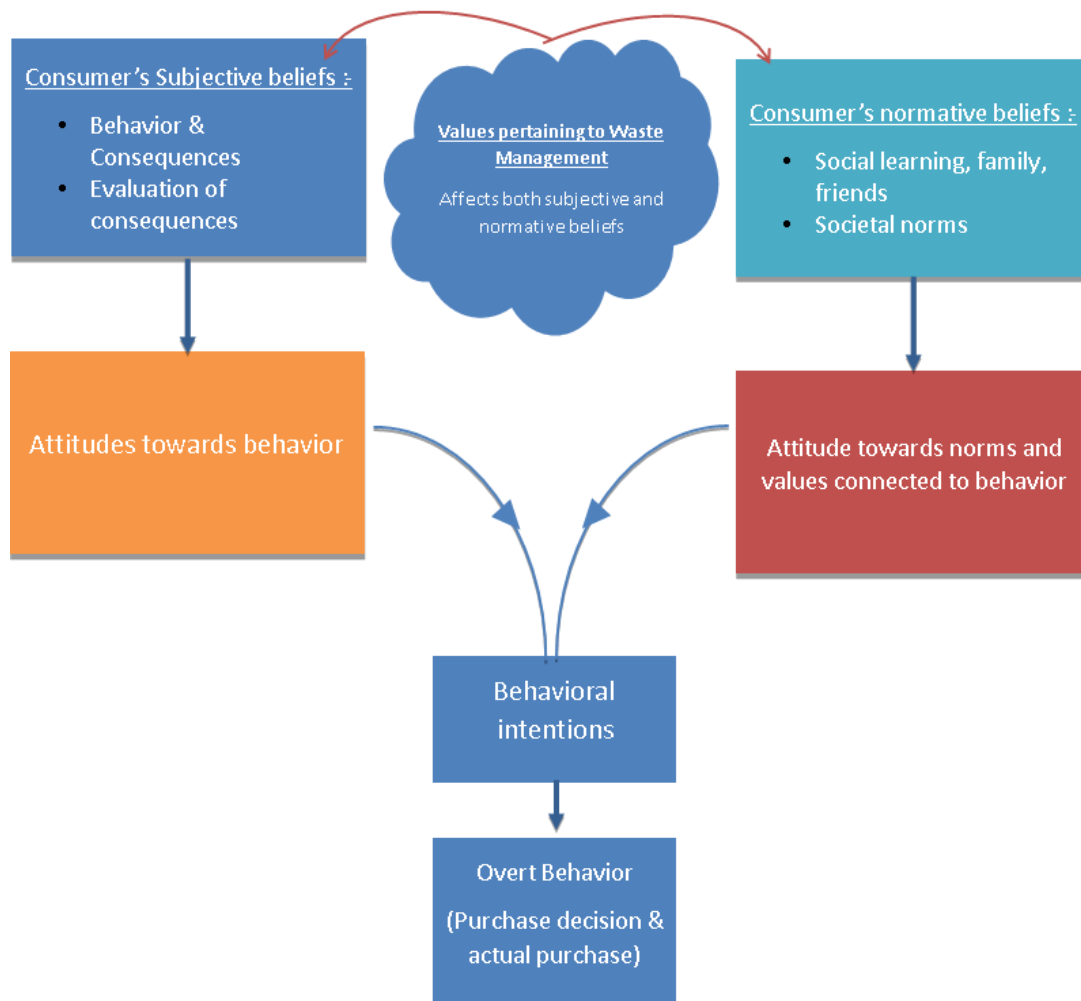 Consumer's Subjective beliefs :-
• Behavior &
Consequences
• Evaluation of
consequences
Values pertaining to Waste
Management
Affects both subjective and
normative beliefs
Consumer's normative beliefs :-
• Social learning, family,
friends
• Societal norms
Attitudes towards behavior
Attitude towards norms and
values connected to behavior
Behavioral
intentions
Overt Behavior
(Purchase decision &
actual purchase)